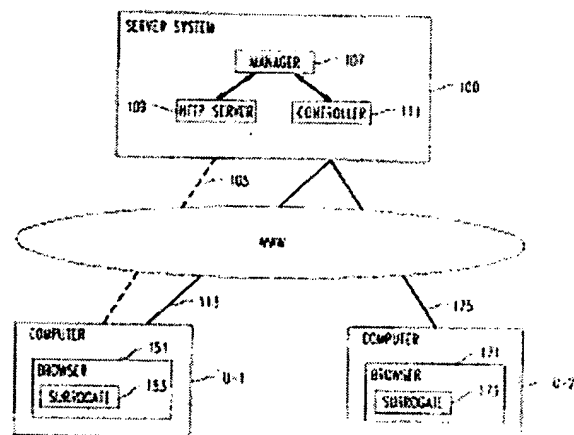 SERVER SYSTEM
MANAGER
107
109
HTTP SERVER
CONTROLLER
111
100
105
WWW
113
175
COMPUTER
151
BROWSER
SURROGATE
153
U-1
COMPUTER
171
BROWSER
SURROGATE
173
U-2